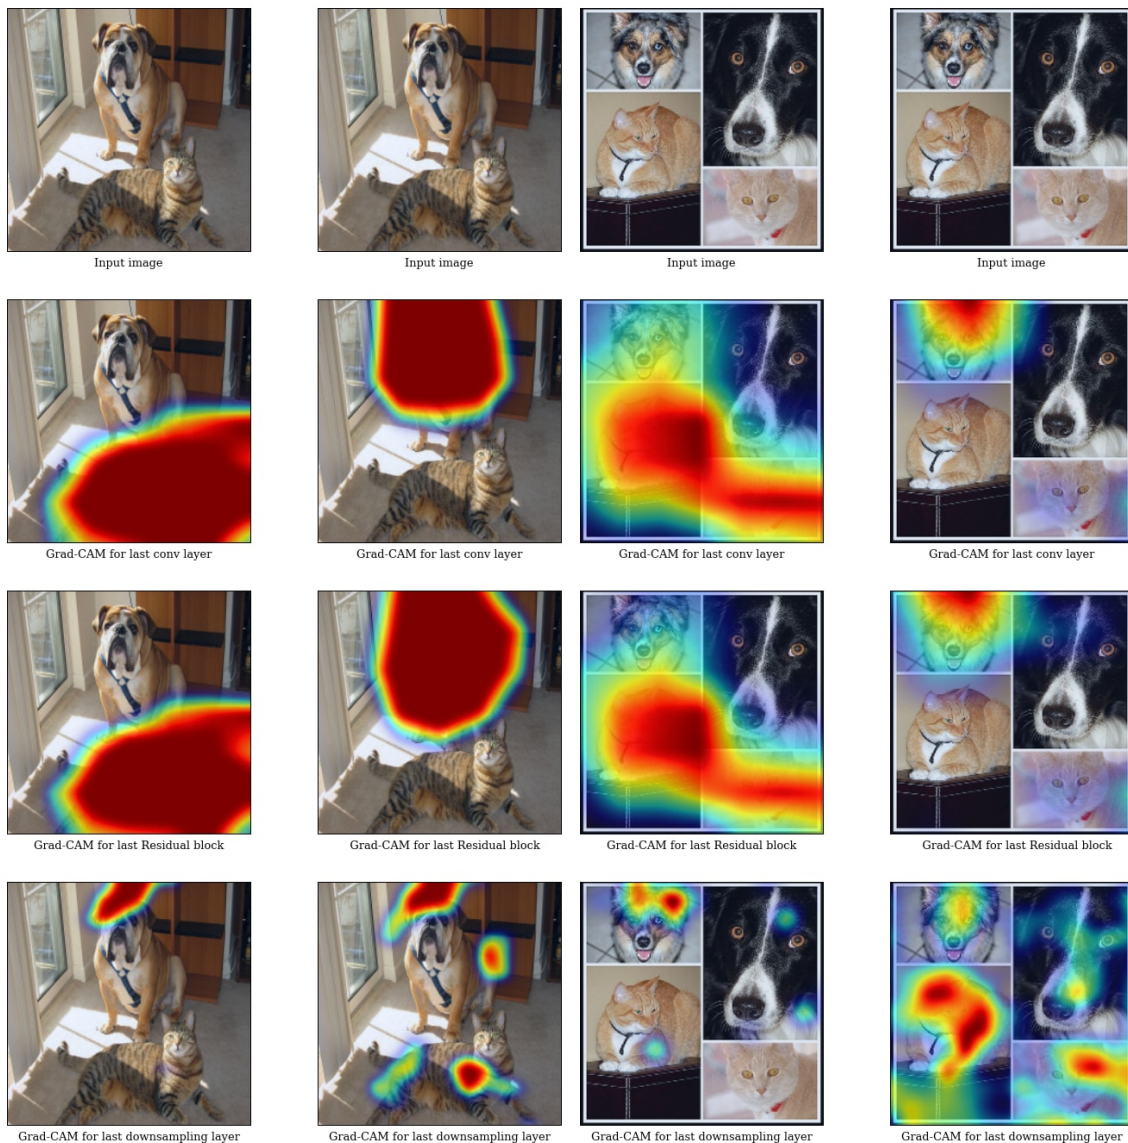 Input image
Input image
Input image
Input image
Grad-CAM for last conv layer
Grad-CAM for last conv layer
Grad-CAM for last conv layer
Grad-CAM for last conv layer
Grad-CAM for last Residual block
Grad-CAM for last Residual block
Grad-CAM for last Residual block
Grad-CAM for last Residual block
Grad-CAM for last downsampling layer
Grad-CAM for last downsampling layer
Grad-CAM for last downsampling layer
Grad-CAM for last downsampling layer